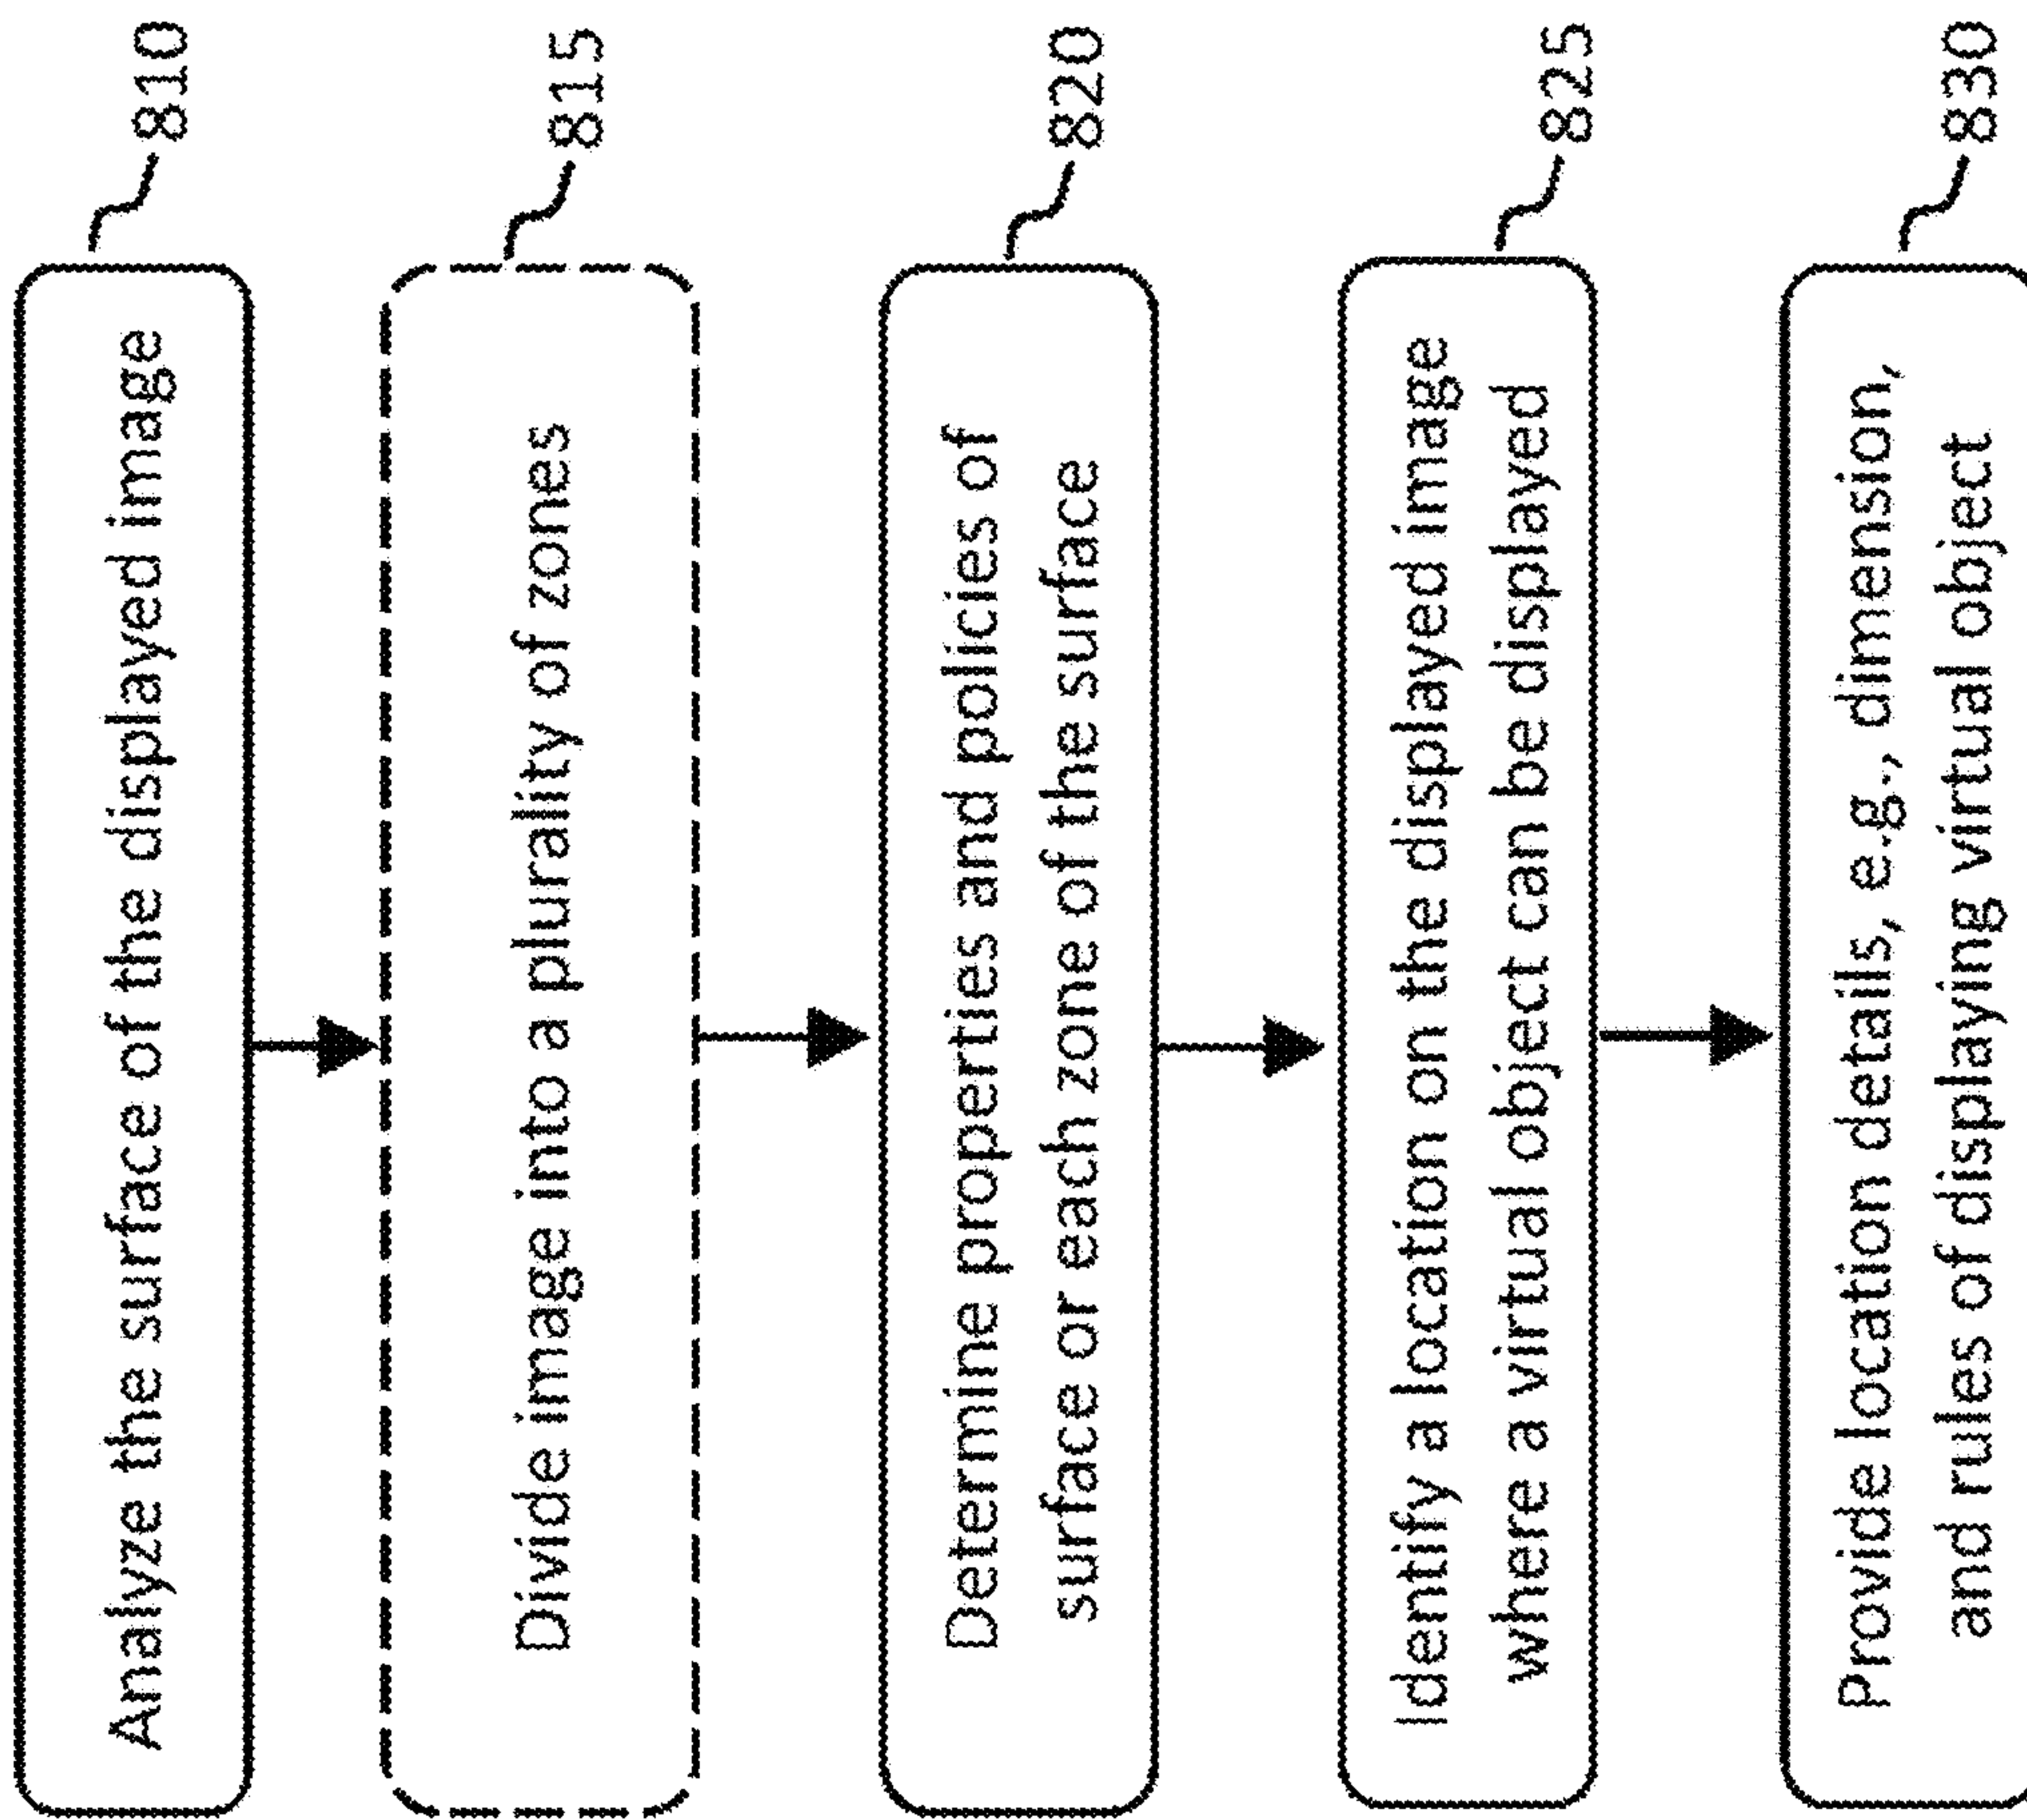 Analyze the surface of the displayed image
810
Divide image into a plurality of zones
815
Determine properties and policies of
surface or each zone of the surface
820
Identify a location on the displayed image
where a virtual object can be displayed
825
Provide location details, e.g., dimension,
and rules of displaying virtual object
830